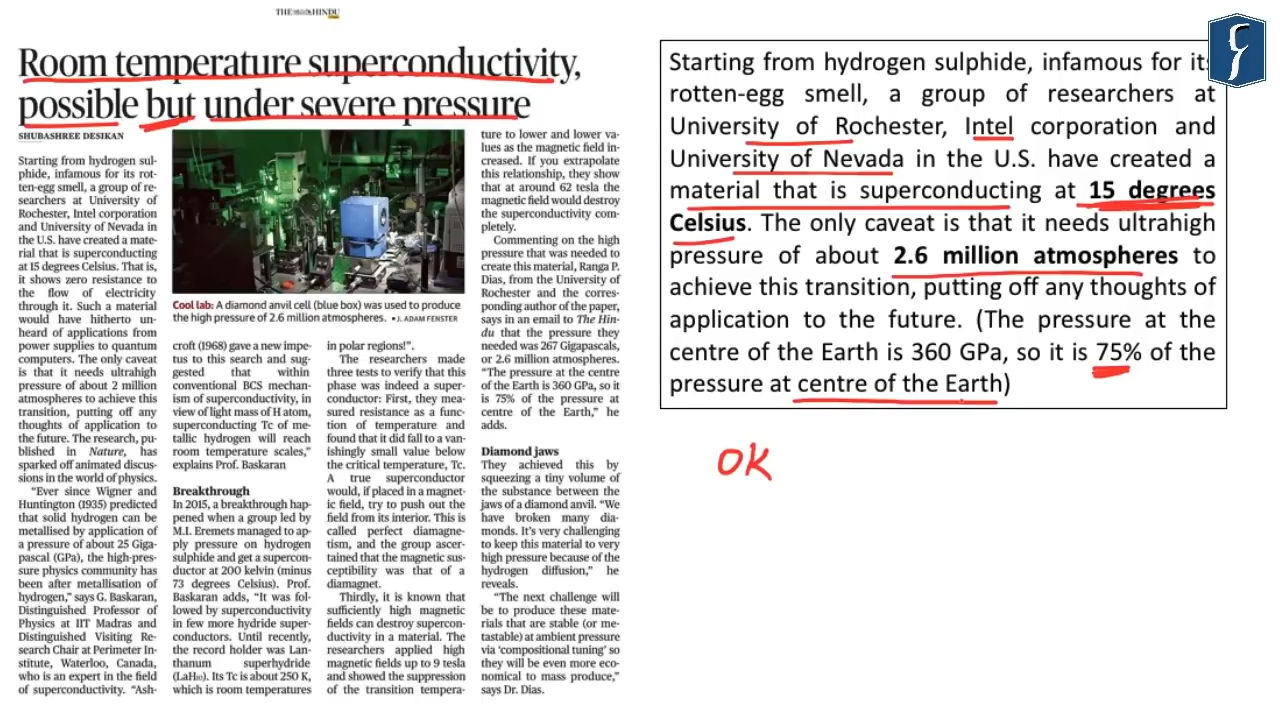 THE HINDU
Room temperature superconductivity,
possible but under severe pressure
SHUBASHREE DESIKAN
Starting from hydrogen sul-
phide, infamous for its rot-
ten-egg smell, a group of re-
searchers at University of
Rochester, Intel corporation
and University of Nevada in
the U.S. have created a mate-
rial that is superconducting
at 15 degrees Celsius. That is,
it shows zero resistance to
the flow of electricity
through it. Such a material
would have hitherto un-
heard of applications from
power supplies to quantum
computers. The only caveat
is that it needs ultrahigh
pressure of about 2 million
atmospheres to achieve this
transition, putting off any
thoughts of application to
the future. The research, pu-
blished in Nature, has
sparked off animated discus-
sions in the world of physics.
“Ever since Wigner and
Huntington (1935) predicted
that solid hydrogen can be
metallised by application of
a pressure of about 25 Giga-
pascal (GPa), the high-pres-
sure physics community has
been after metallisation of
hydrogen,” says G. Baskaran,
Distinguished Professor of
Physics at IIT Madras and
Distinguished Visiting Re-
search Chair at Perimeter In-
stitute, Waterloo, Canada,
who is an expert in the field
of superconductivity. “Ash-
Cool lab: A diamond anvil cell (blue box) was used to produce
the high pressure of 2.6 million atmospheres. •J. ADAM FENSTER
croft (1968) gave a new impe-
tus to this search and sug-
gested that within
conventional BCS mechan-
ism of superconductivity, in
view of light mass of H atom,
superconducting Tc of me-
tallic hydrogen will reach
room temperature scales,”
explains Prof. Baskaran
Breakthrough
In 2015, a breakthrough hap-
pened when a group led by
M.I. Eremets managed to ap-
ply pressure on hydrogen
sulphide and get a supercon-
ductor at 200 kelvin (minus
73 degrees Celsius). Prof.
Baskaran adds, “It was fol-
lowed by superconductivity
in few more hydride super-
conductors. Until recently,
the record holder was Lan-
thanum superhydride
(LaH₁₀). Its Tc is about 250 K,
which is room temperatures
in polar regions!”.
The researchers made
three tests to verify that this
phase was indeed a super-
conductor: First, they mea-
sured resistance as a func-
tion of temperature and
found that it did fall to a van-
ishingly small value below
the critical temperature, Tc.
A true superconductor
would, if placed in a magnet-
ic field, try to push out the
field from its interior. This is
called perfect diamagne-
tism, and the group ascer-
tained that the magnetic sus-
ceptibility was that of a
diamagnet.
Thirdly, it is known that
sufficiently high magnetic
fields can destroy supercon-
ductivity in a material. The
researchers applied high
magnetic fields up to 9 tesla
and showed the suppression
of the transition tempera-
ture to lower and lower va-
lues as the magnetic field in-
creased. If you extrapolate
this relationship, they show
that at around 62 tesla the
magnetic field would destroy
the superconductivity com-
pletely.
Commenting on the high
pressure that was needed to
create this material, Ranga P.
Dias, from the University of
Rochester and the corres-
ponding author of the paper,
says in an email to The Hin-
du that the pressure they
needed was 267 Gigapascals,
or 2.6 million atmospheres.
“The pressure at the centre
of the Earth is 360 GPa, so it
is 75% of the pressure at
centre of the Earth,” he
adds.
Diamond jaws
They achieved this by
squeezing a tiny volume of
the substance between the
jaws of a diamond anvil. “We
have broken many dia-
monds. It’s very challenging
to keep this material to very
high pressure because of the
hydrogen diffusion,” he
reveals.
“The next challenge will
be to produce these mate-
rials that are stable (or me-
tastable) at ambient pressure
via ‘compositional tuning’ so
they will be even more eco-
nomical to mass produce,”
says Dr. Dias.
Starting from hydrogen sulphide, infamous for its
rotten-egg smell, a group of researchers at
University of Rochester, Intel corporation and
University of Nevada in the U.S. have created a
material that is superconducting at 15 degrees
Celsius. The only caveat is that it needs ultrahigh
pressure of about 2.6 million atmospheres to
achieve this transition, putting off any thoughts of
application to the future. (The pressure at the
centre of the Earth is 360 GPa, so it is 75% of the
pressure at centre of the Earth)
OK